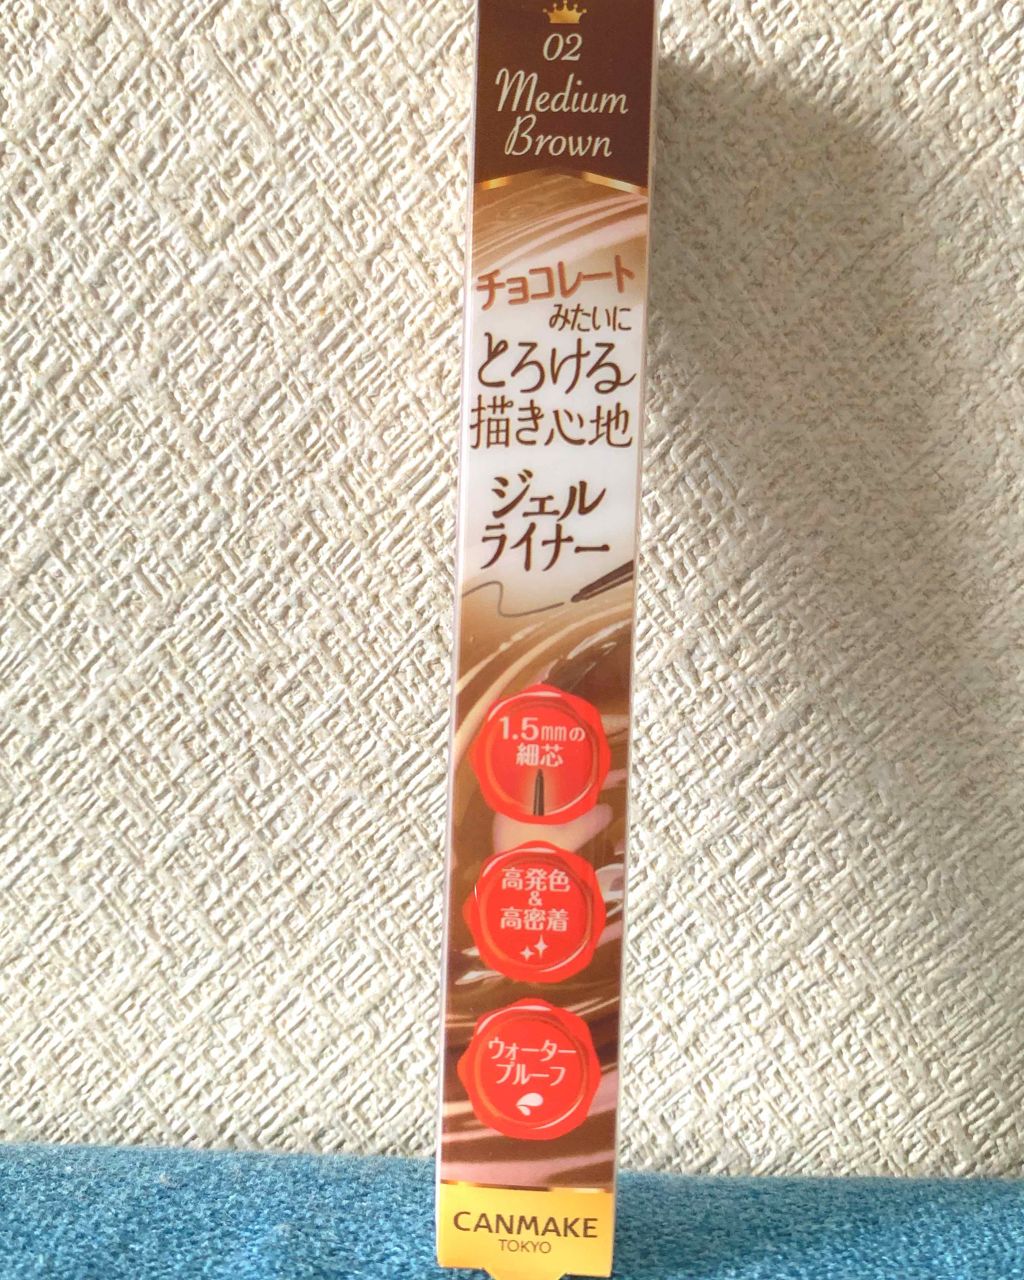 02
Medium
Brown
チョコレート
みたいに
とろける
描き心地
ジェル
ライナー
1.5mmの
細芯
高発色
&
高密着
ウォーター
プルーフ
CANMAKE
TOKYO